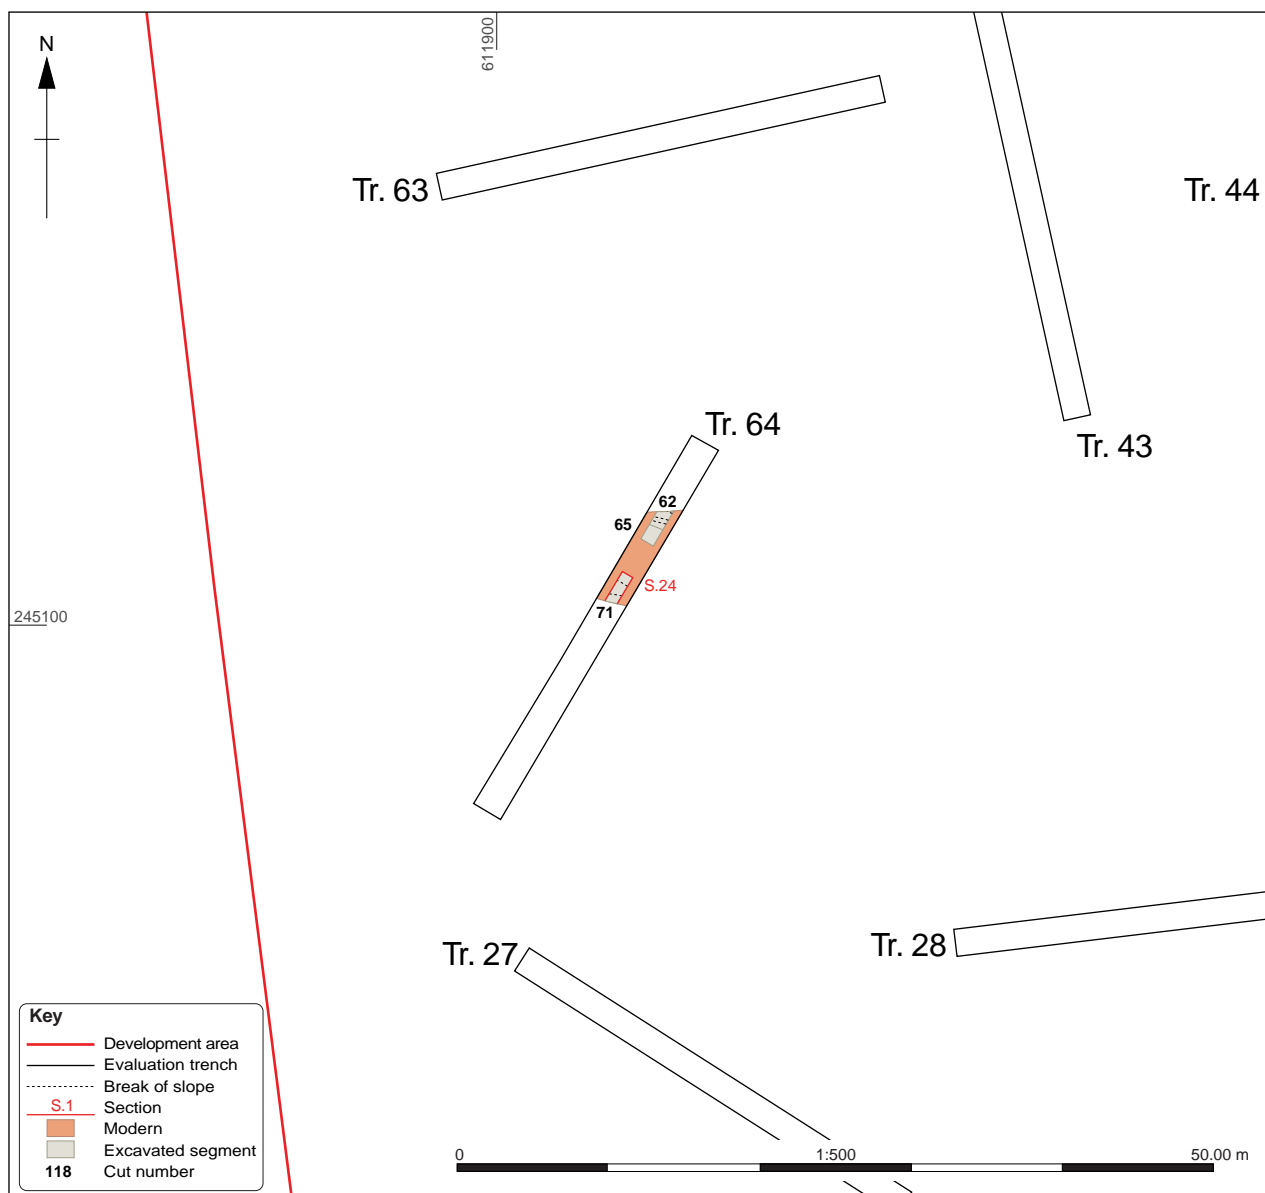 611900
N
Tr. 63
Tr. 44
Tr. 64
Tr. 43
62
65
S.24
71
245100
Tr. 27
Tr. 28
Key
Development area
Evaluation trench
Break of slope
S.1 Section
Modern
Excavated segment
118 Cut number
0 1:500 50.00 m